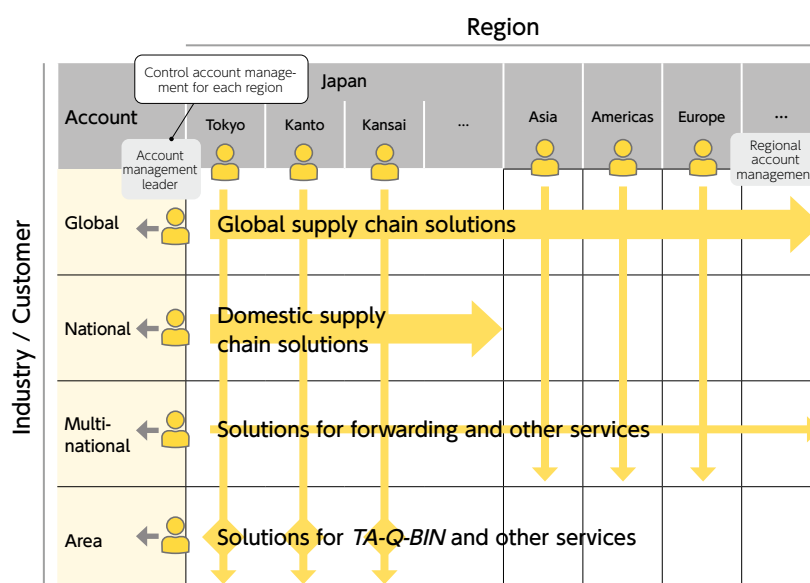 Region
Control account manage-
ment for each region
Japan
Account
Tokyo
Kanto
Kansai
...
Asia
Americas
Europe
...
Account
management
leader
Regional
account
management
Industry / Customer
Global
Global supply chain solutions
National
Domestic supply
chain solutions
Multi-
national
Solutions for forwarding and other services
Area
Solutions for TA-Q-BIN and other services